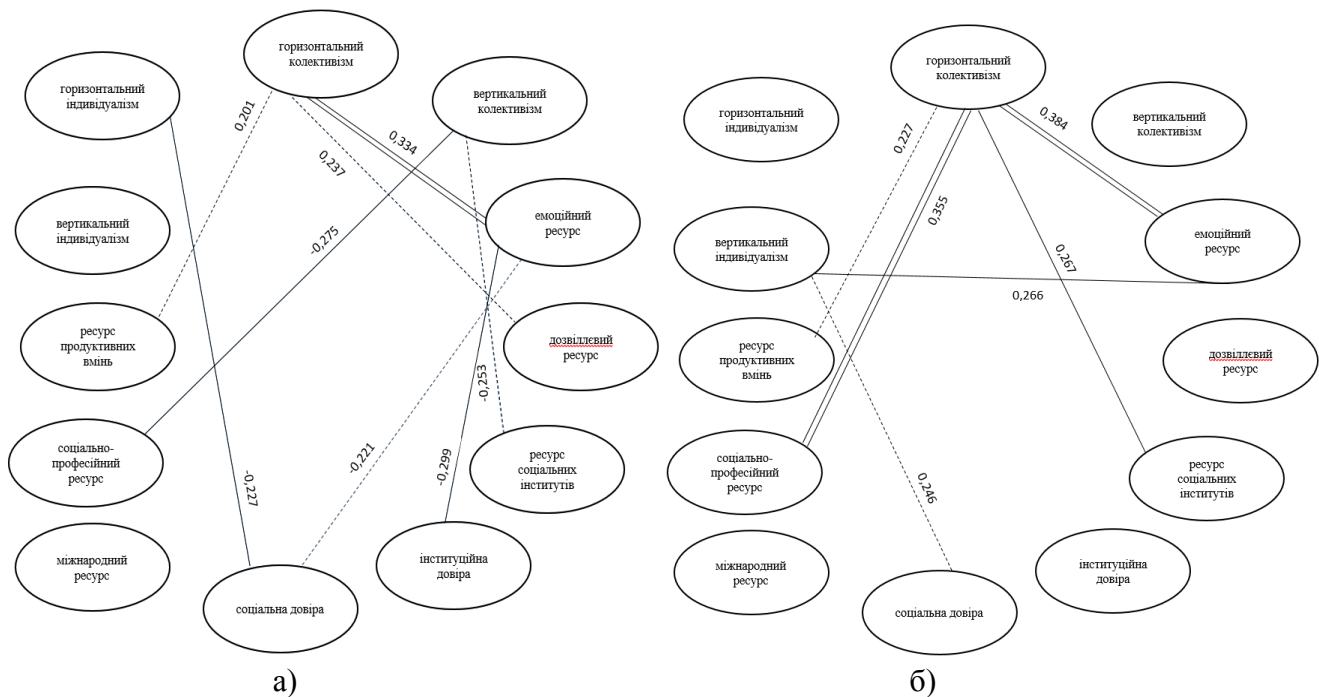 горизонтальний
колективізм
горизонтальний
індивідуалізм
вертикальний
колективізм
0,201
0,334
0,237
вертикальний
індивідуалізм
емоційний
ресурс
-0,275
ресурс
продуктивних
вмінь
дозвіллєвий
ресурс
-0,253
соціально-
професійний
ресурс
-0,221
-0,299
-0,227
ресурс
соціальних
інститутів
міжнародний
ресурс
інституційна
довіра
соціальна довіра
а)
горизонтальний
колективізм
горизонтальний
індивідуалізм
вертикальний
колективізм
0,384
0,227
0,355
вертикальний
індивідуалізм
емоційний
ресурс
0,267
0,266
ресурс
продуктивних
вмінь
дозвіллєвий
ресурс
соціально-
професійний
ресурс
0,246
ресурс
соціальних
інститутів
міжнародний
ресурс
інституційна
довіра
соціальна довіра
б)